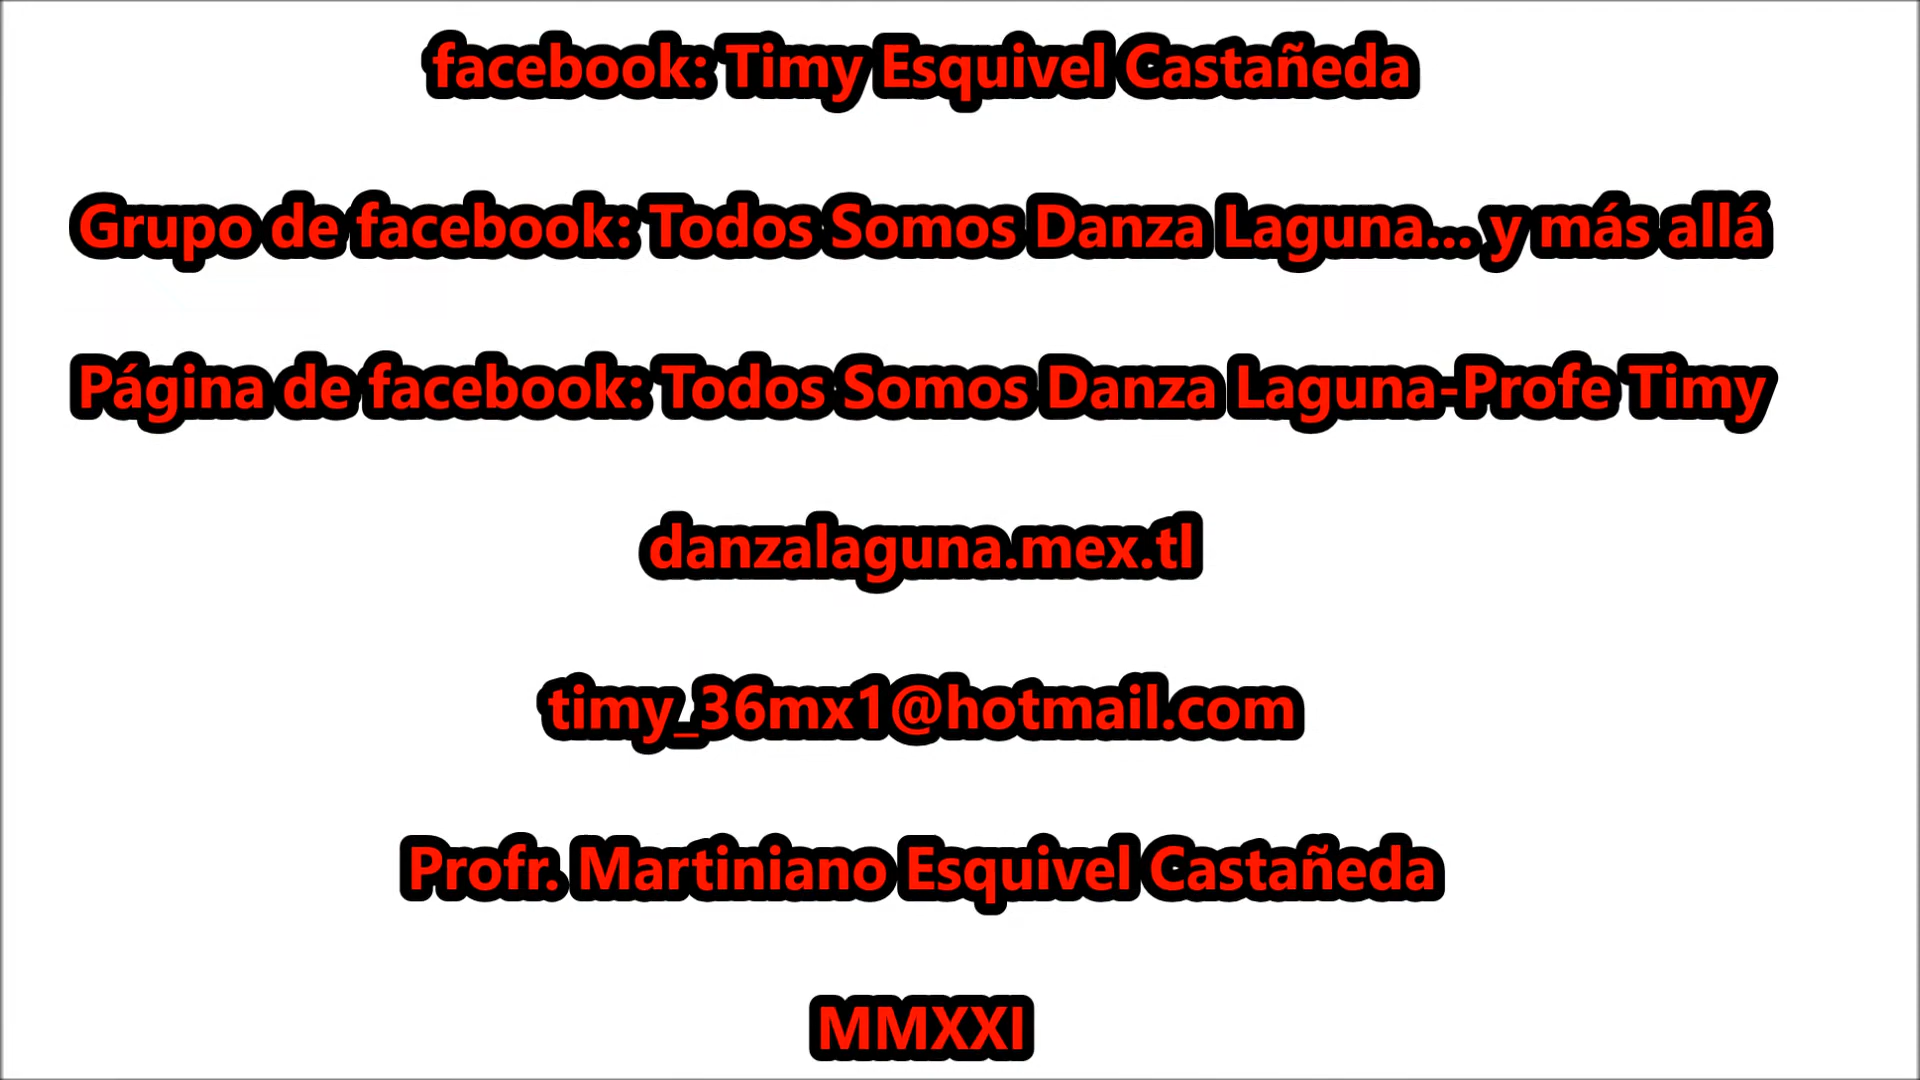 facebook: Timy Esquivel Castañeda
Grupo de facebook: Todos Somos Danza Laguna... y más allá
Página de facebook: Todos Somos Danza Laguna-Profe Timy
danzalaguna.mex.tl
timy_36mx1@hotmail.com
Profr. Martiniano Esquivel Castañeda
MMXXI